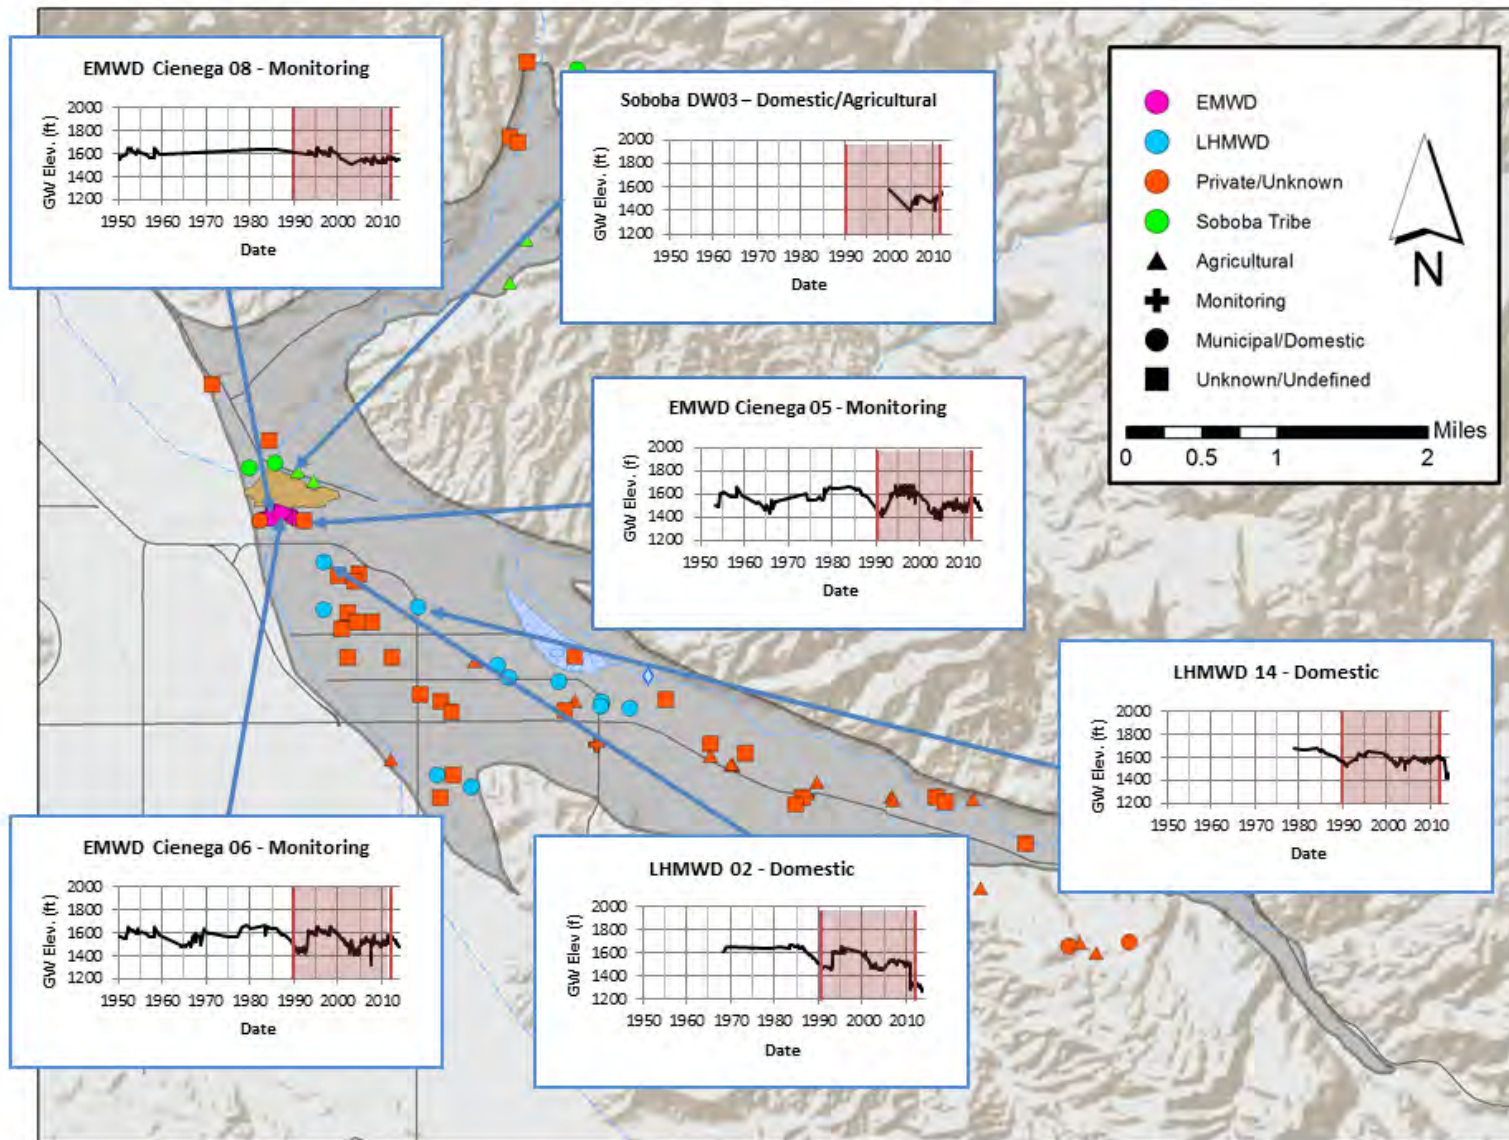 EMWD Cienega 08 - Monitoring
GW Elev. (ft)
2000
1800
1600
1400
1200
1950 1960 1970 1980 1990 2000 2010
Date
Soboba DW03 – Domestic/Agricultural
GW Elev. (ft)
2000
1800
1600
1400
1200
1950 1960 1970 1980 1990 2000 2010
Date
EMWD
LHMWD
Private/Unknown
Soboba Tribe
Agricultural
Monitoring
Municipal/Domestic
Unknown/Undefined
N
Miles
0 0.5 1 2
EMWD Cienega 05 - Monitoring
GW Elev. (f)
2000
1800
1600
1400
1200
1950 1960 1970 1980 1990 2000 2010
Date
LHMWD 14 - Domestic
GW Elev. (ft)
2000
1800
1600
1400
1200
1950 1960 1970 1980 1990 2000 2010
Date
EMWD Cienega 06 - Monitoring
GW Elev. (ft)
2000
1800
1600
1400
1200
1950 1960 1970 1980 1990 2000 2010
Date
LHMWD 02 - Domestic
GW Elev (ft)
2000
1800
1600
1400
1200
1950 1960 1970 1980 1990 2000 2010
Date